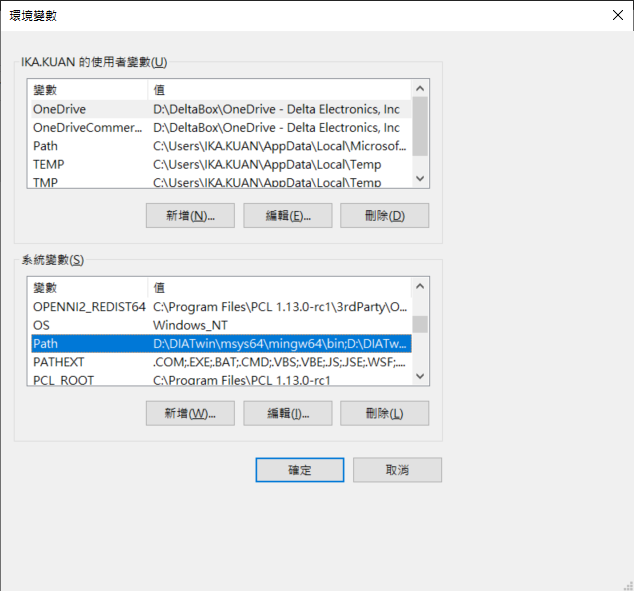 環境變數
IKA.KUAN 的使用者變數(U)
變數 值
OneDrive D:\DeltaBox\OneDrive - Delta Electronics, Inc
OneDriveCommer... D:\DeltaBox\OneDrive - Delta Electronics, Inc
Path C:\Users\IKA.KUAN\AppData\Local\Microsof...
TEMP C:\Users\IKA.KUAN\AppData\Local\Temp
TMP C:\Users\IKA.KUAN\AppData\Local\Temp
新增(N)... 編輯(E)... 刪除(D)
系統變數(S)
變數 值
OPENNI2_REDIST64 C:\Program Files\PCL 1.13.0-rc1\3rdParty\O...
OS Windows_NT
Path D:\DIATwin\msys64\mingw64\bin;D:\DIATw...
PATHEXT .COM;.EXE;.BAT;.CMD;.VBS;.VBE;.JS;.JSE;.WSF;....
PCL_ROOT C:\Program Files\PCL 1.13.0-rc1
新增(W)... 編輯(I)... 刪除(L)
確定 取消